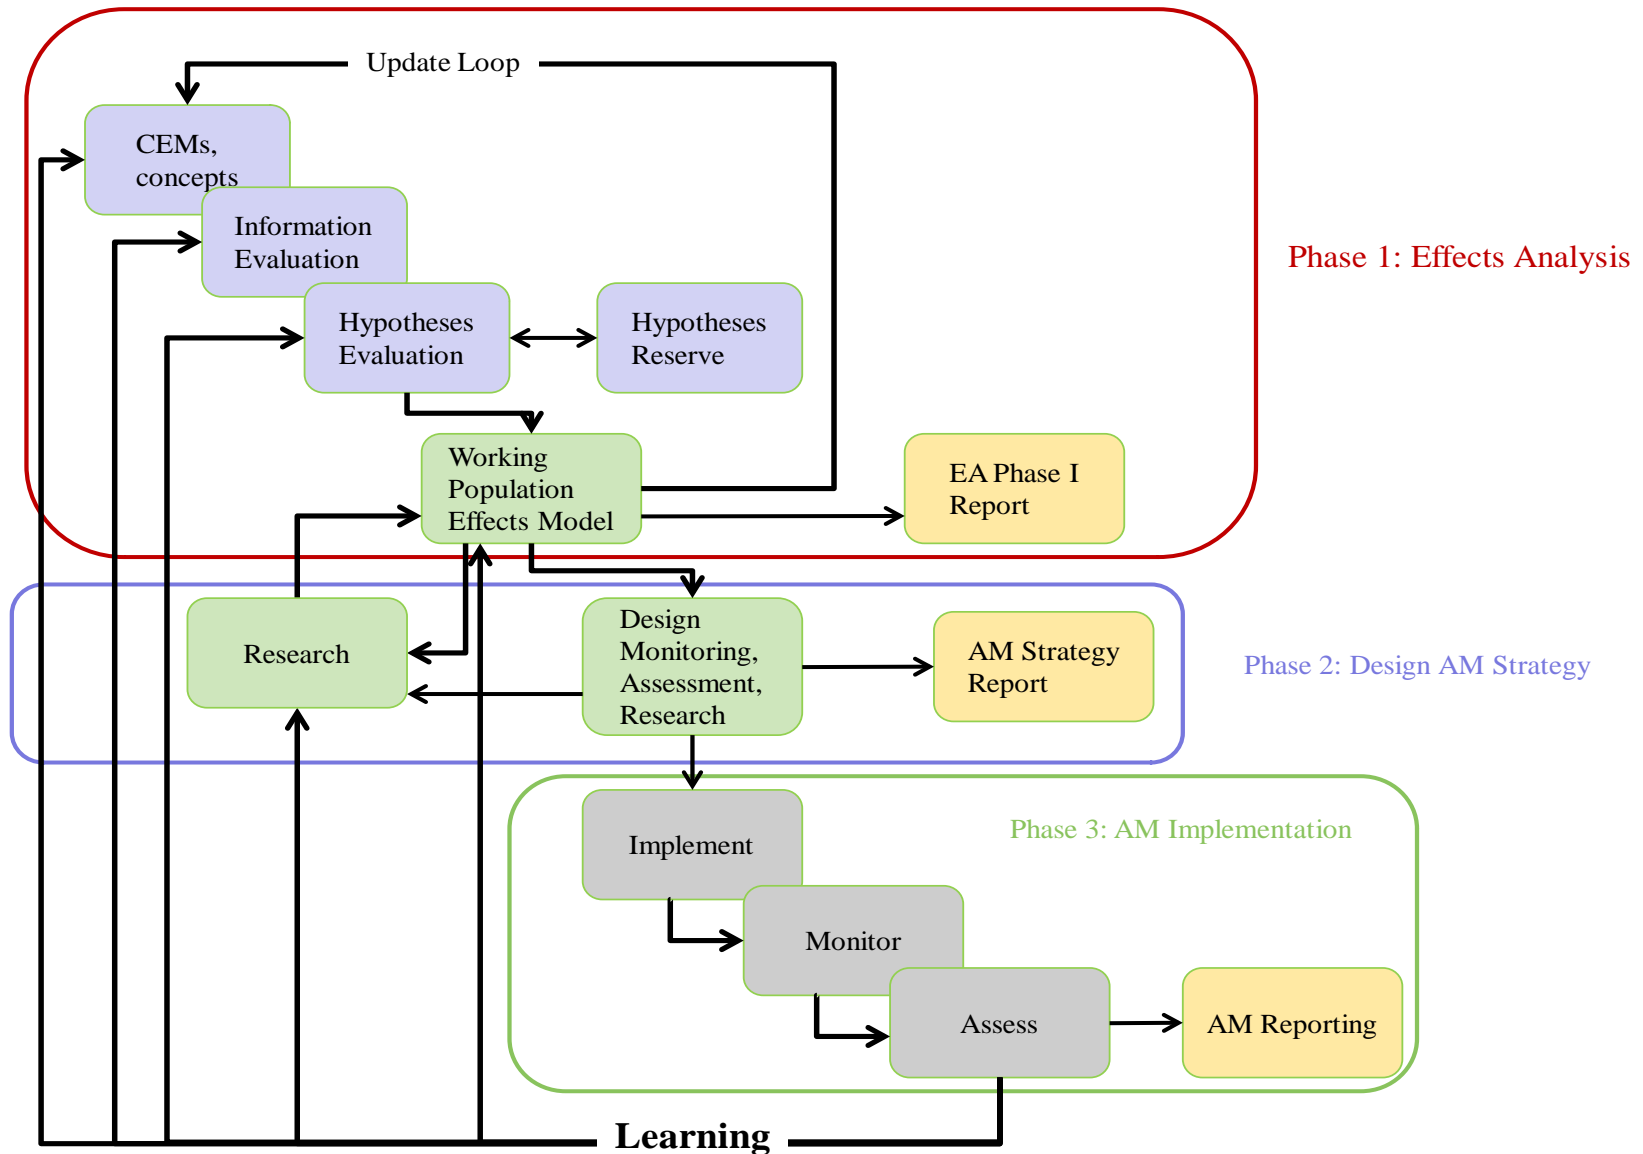 Update Loop
CEMs,
concepts
Information
Evaluation
Phase 1: Effects Analysis
Hypotheses
Evaluation
Hypotheses
Reserve
Working
Population
Effects Model
EA Phase I
Report
Research
Design
Monitoring,
Assessment,
Research
AM Strategy
Report
Phase 2: Design AM Strategy
Implement
Phase 3: AM Implementation
Monitor
Assess
AM Reporting
Learning